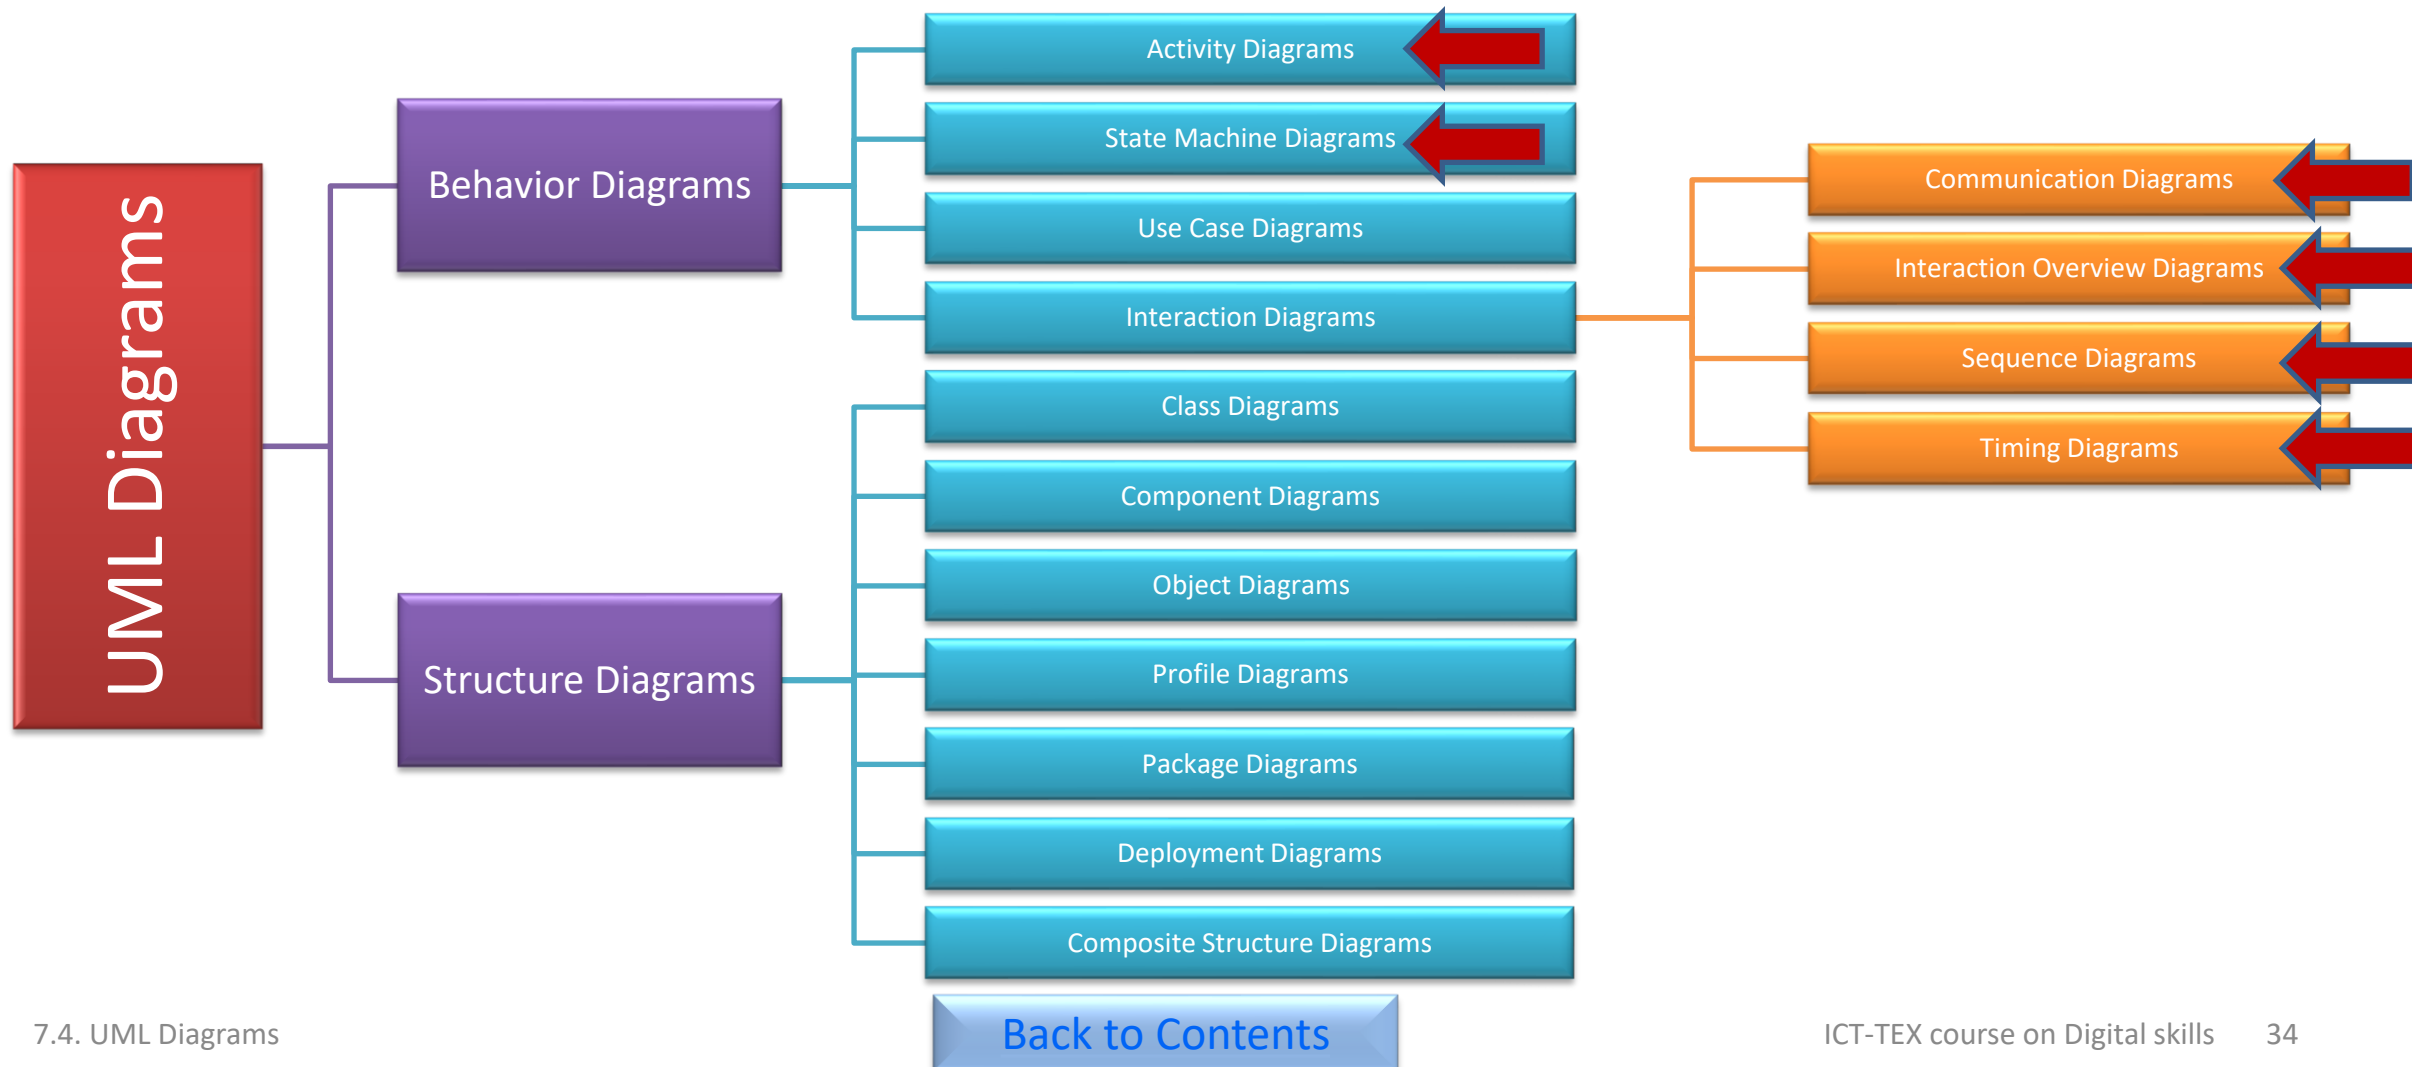 UML Diagrams
Behavior Diagrams
Activity Diagrams
State Machine Diagrams
Use Case Diagrams
Interaction Diagrams
Communication Diagrams
Interaction Overview Diagrams
Sequence Diagrams
Timing Diagrams
Structure Diagrams
Class Diagrams
Component Diagrams
Object Diagrams
Profile Diagrams
Package Diagrams
Deployment Diagrams
Composite Structure Diagrams
7.4. UML Diagrams
Back to Contents
ICT-TEX course on Digital skills
34